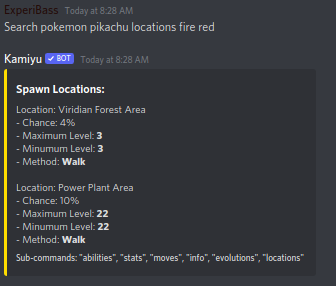 ExperiBass Today at 8:28 AM
Search pokemon pikachu locations fire red
Kamiyu ✓ BOT Today at 8:28 AM
Spawn Locations:
Location: Viridian Forest Area
- Chance: 4%
- Maximum Level: 3
- Minumum Level: 3
- Method: Walk
Location: Power Plant Area
- Chance: 10%
- Maximum Level: 22
- Minumum Level: 22
- Method: Walk
Sub-commands: "abilities", "stats", "moves", "info", "evolutions", "locations"